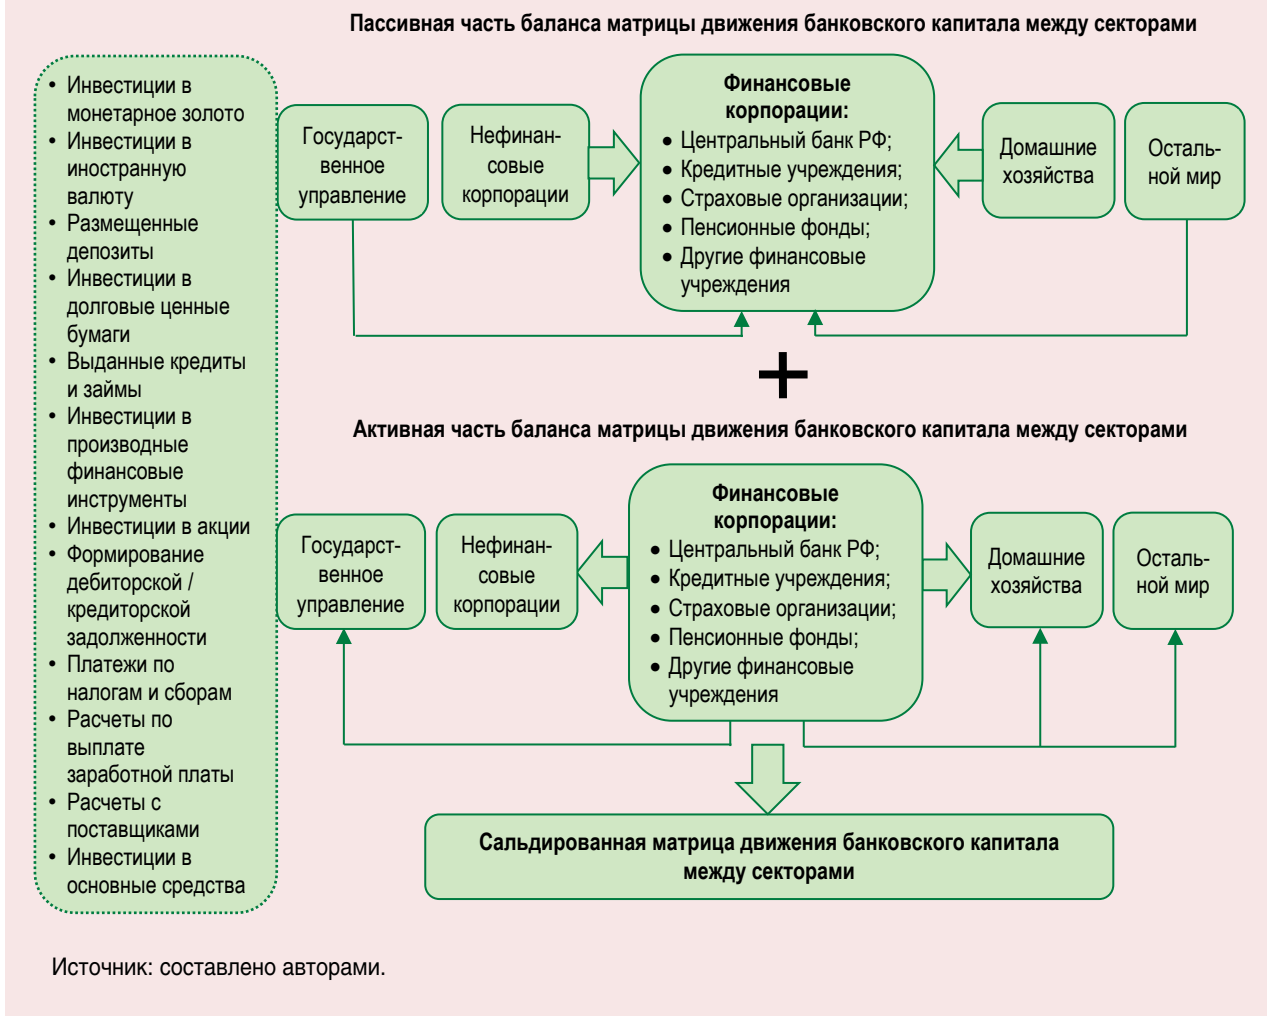 Пассивная часть баланса матрицы движения банковского капитала между секторами
• Инвестиции в
монетарное золото
• Инвестиции в
иностранную
валюту
• Размещенные
депозиты
• Инвестиции в
долговые ценные
бумаги
• Выданные кредиты
и займы
• Инвестиции в
производные
финансовые
инструменты
• Инвестиции в акции
• Формирование
дебиторской /
кредиторской
задолженности
• Платежи по
налогам и сборам
• Расчеты по
выплате
заработной платы
• Расчеты с
поставщиками
• Инвестиции в
основные средства
Государст-
венное
управление
Нефинан-
совые
корпорации
Финансовые
корпорации:
• Центральный банк РФ;
• Кредитные учреждения;
• Страховые организации;
• Пенсионные фонды;
• Другие финансовые
учреждения
Домашние
хозяйства
Осталь-
ной мир
+
Активная часть баланса матрицы движения банковского капитала между секторами
Государст-
венное
управление
Нефинан-
совые
корпорации
Финансовые
корпорации:
• Центральный банк РФ;
• Кредитные учреждения;
• Страховые организации;
• Пенсионные фонды;
• Другие финансовые
учреждения
Домашние
хозяйства
Осталь-
ной мир
Сальдированная матрица движения банковского капитала
между секторами
Источник: составлено авторами.